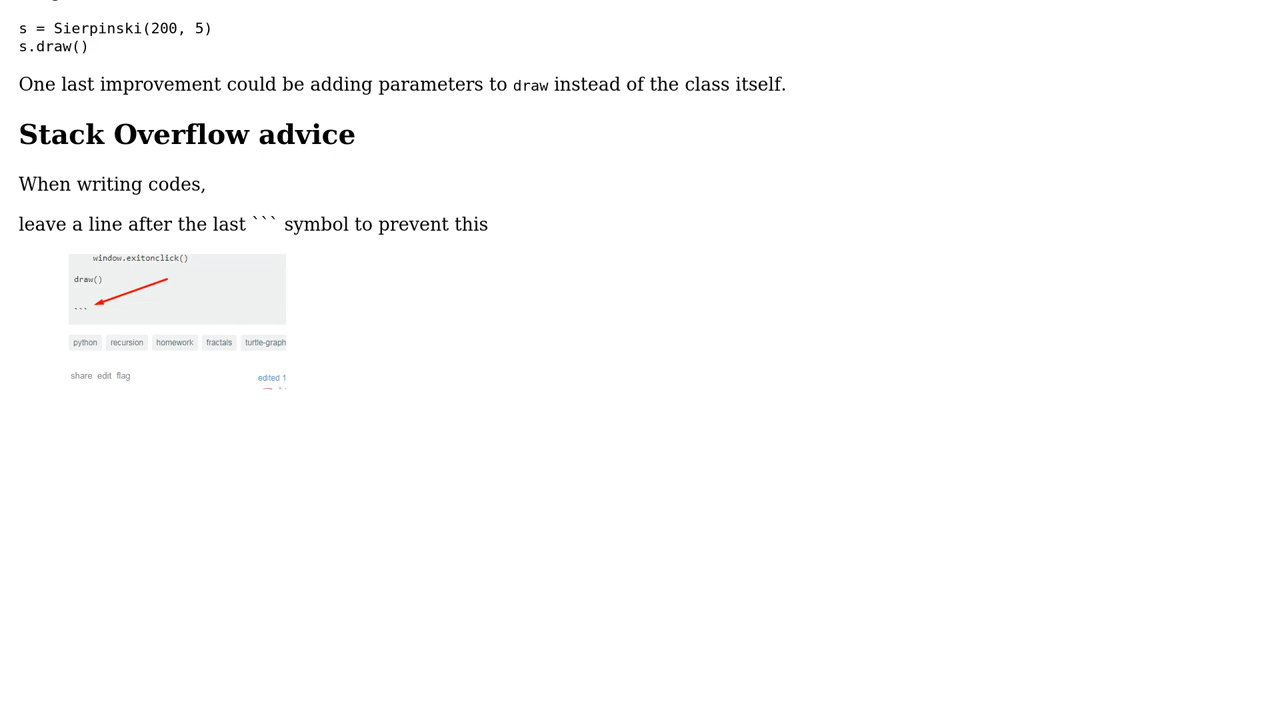 s = Sierpinski(200, 5)
s.draw()
One last improvement could be adding parameters to draw instead of the class itself.
Stack Overflow advice
When writing codes,
leave a line after the last ``` symbol to prevent this
window.exitonclick()
draw()
```
python recursion homework fractals turtle-graph
share edit flag edited 1